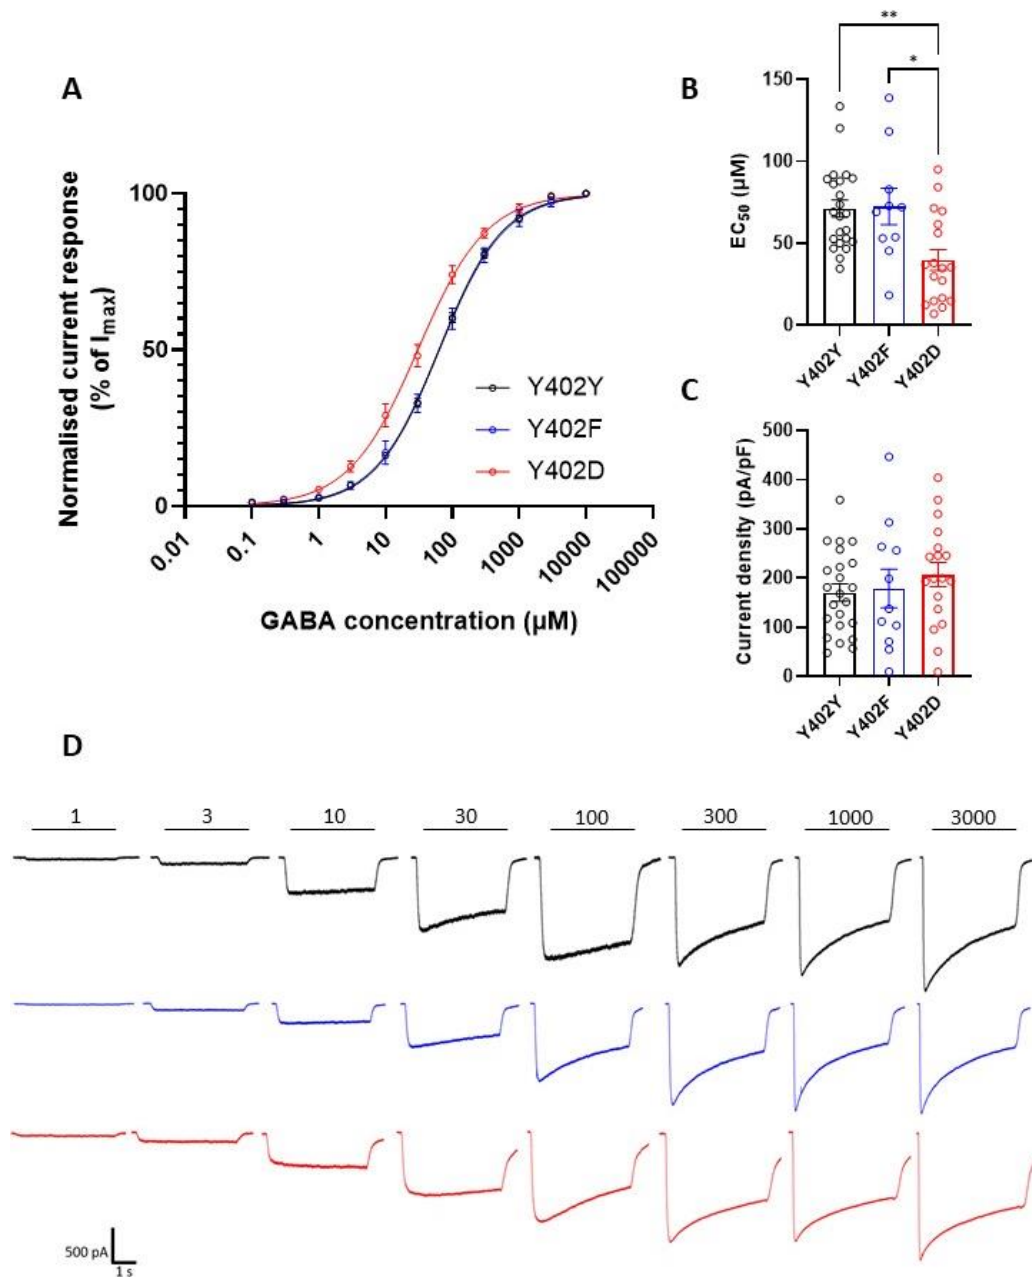 A
Normalised current response
(% of Imax)
100
50
0
0.01
0.1
1
10
100
1000
10000
100000
GABA concentration (µM)
Y402Y
Y402F
Y402D
B
**
*
EC50 (µM)
150
100
50
0
Y402Y
Y402F
Y402D
C
Current density (pA/pF)
500
400
300
200
100
0
Y402Y
Y402F
Y402D
D
1 3 10 30 100 300 1000 3000
500 pA
1 s